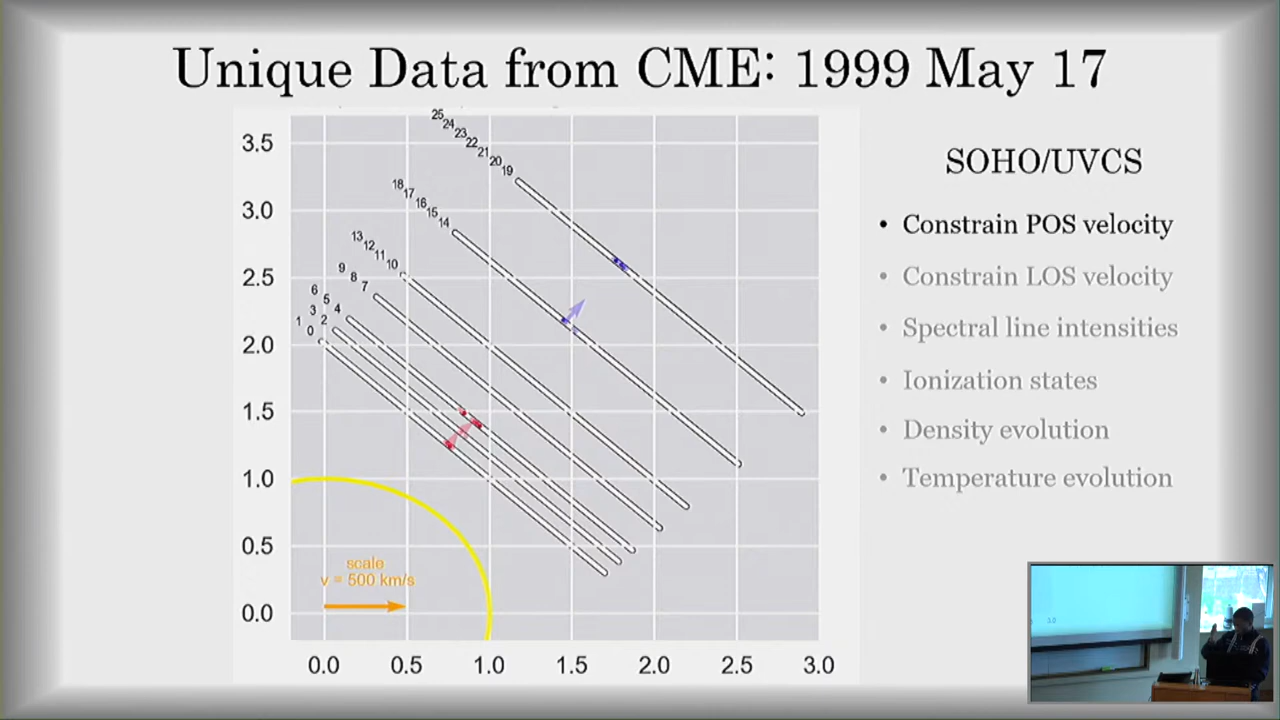 Unique Data from CME: 1999 May 17
SOHO/UVCS
• Constrain POS velocity
• Constrain LOS velocity
• Spectral line intensities
• Ionization states
• Density evolution
• Temperature evolution
3.5
3.0
2.5
2.0
1.5
1.0
0.5
0.0
25 24 23 22 21 20 19
18 17 16 15 14
13 12 11 10
9 8 7
6 5 4
3 2
1 0
scale
v = 500 km/s
0.0 0.5 1.0 1.5 2.0 2.5 3.0